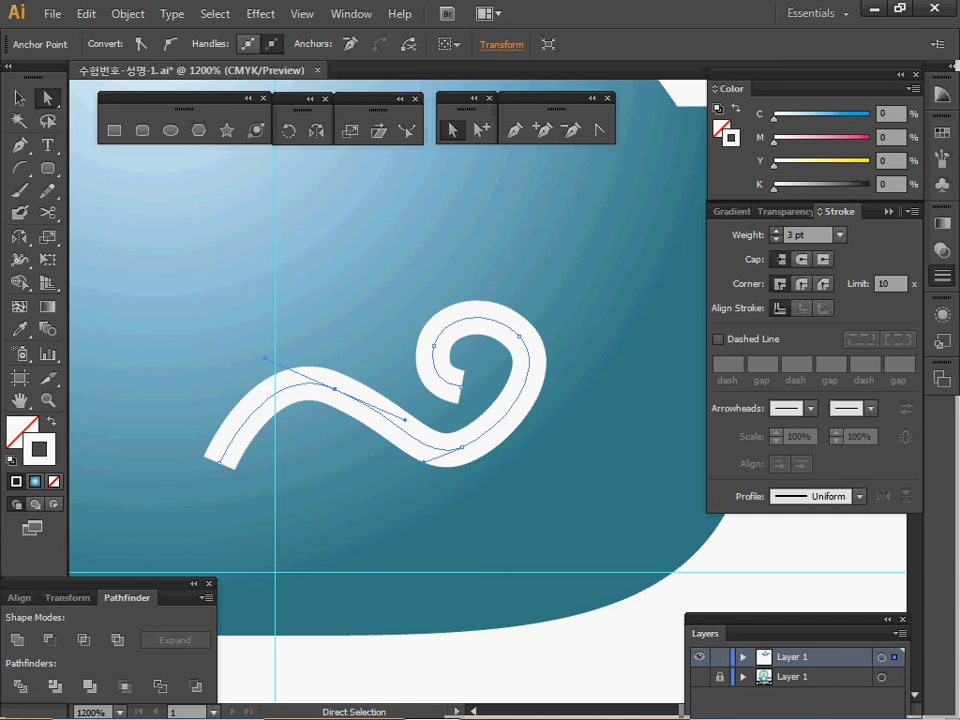 Ai File Edit Object Type Select Effect View Window Help Br Essentials
Anchor Point Convert: Handles: Anchors: Transform
수험번호-성명-1. ai* @ 1200% (CMYK/Preview)
Color
C 0 %
M 0 %
Y 0 %
K 0 %
Gradient Transparency Stroke
Weight: 3 pt
Cap:
Corner: Limit: 10 x
Align Stroke:
Dashed Line
dash gap dash gap dash gap
Arrowheads:
Scale: 100% 100%
Align:
Profile: Uniform
Align Transform Pathfinder
Shape Modes:
Expand
Pathfinders:
Layers
Layer 1
Layer 1
1200% 1 Direct Selection